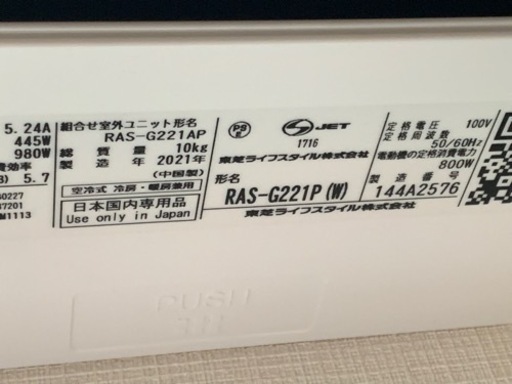 5.24A
445W
980W
費効率
B) 5.7
60227
37201
M1113
組合せ室外ユニット形名
RAS-G221AP
総質量 10kg
製造年 2021年
(中国製)
空冷式 冷房・暖房兼用
日本国内専用品
Use only in Japan
PS E
JET
1716
東芝ライフスタイル株式会社
形名
RAS-G221P(W)
東芝ライフスタイル株式会社
定格電圧 100V
定格周波数
50/60Hz
電動機の定格消費電力
800W
製造番号
144A2576
PUSH